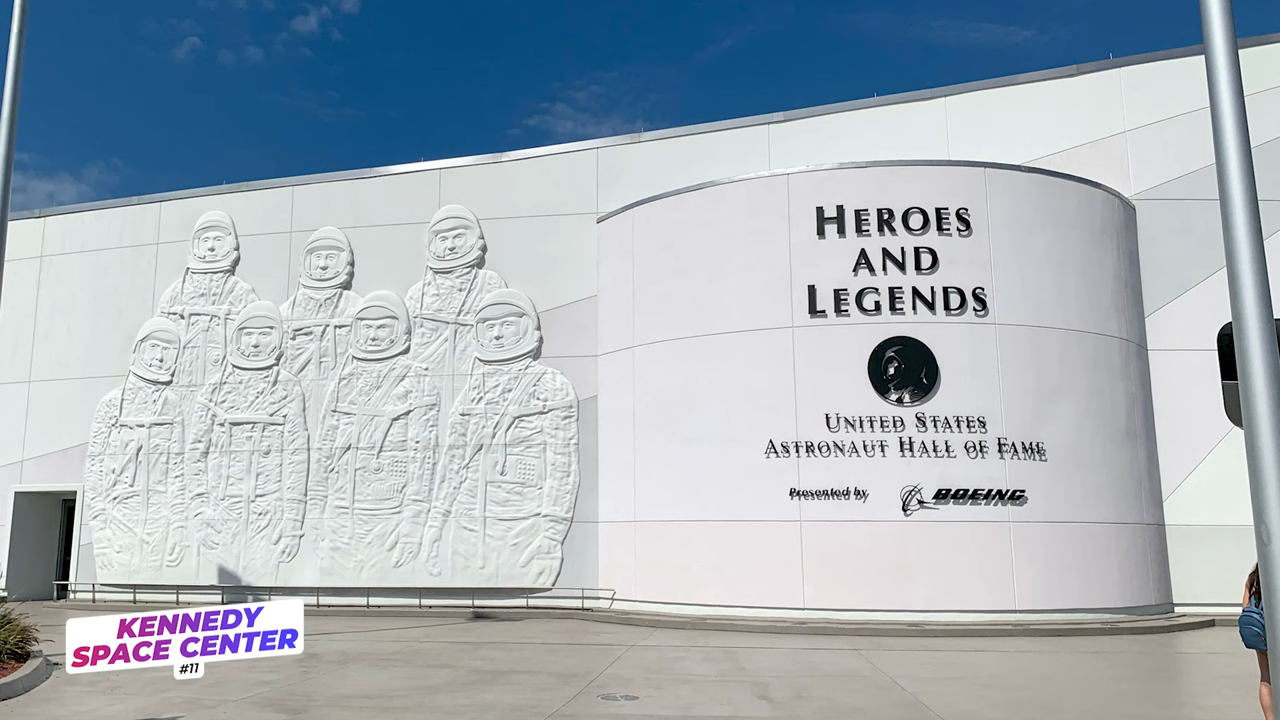 HEROES
AND
LEGENDS
UNITED STATES
ASTRONAUT HALL OF FAME
Presented by
BOEING
KENNEDY
SPACE CENTER
#11